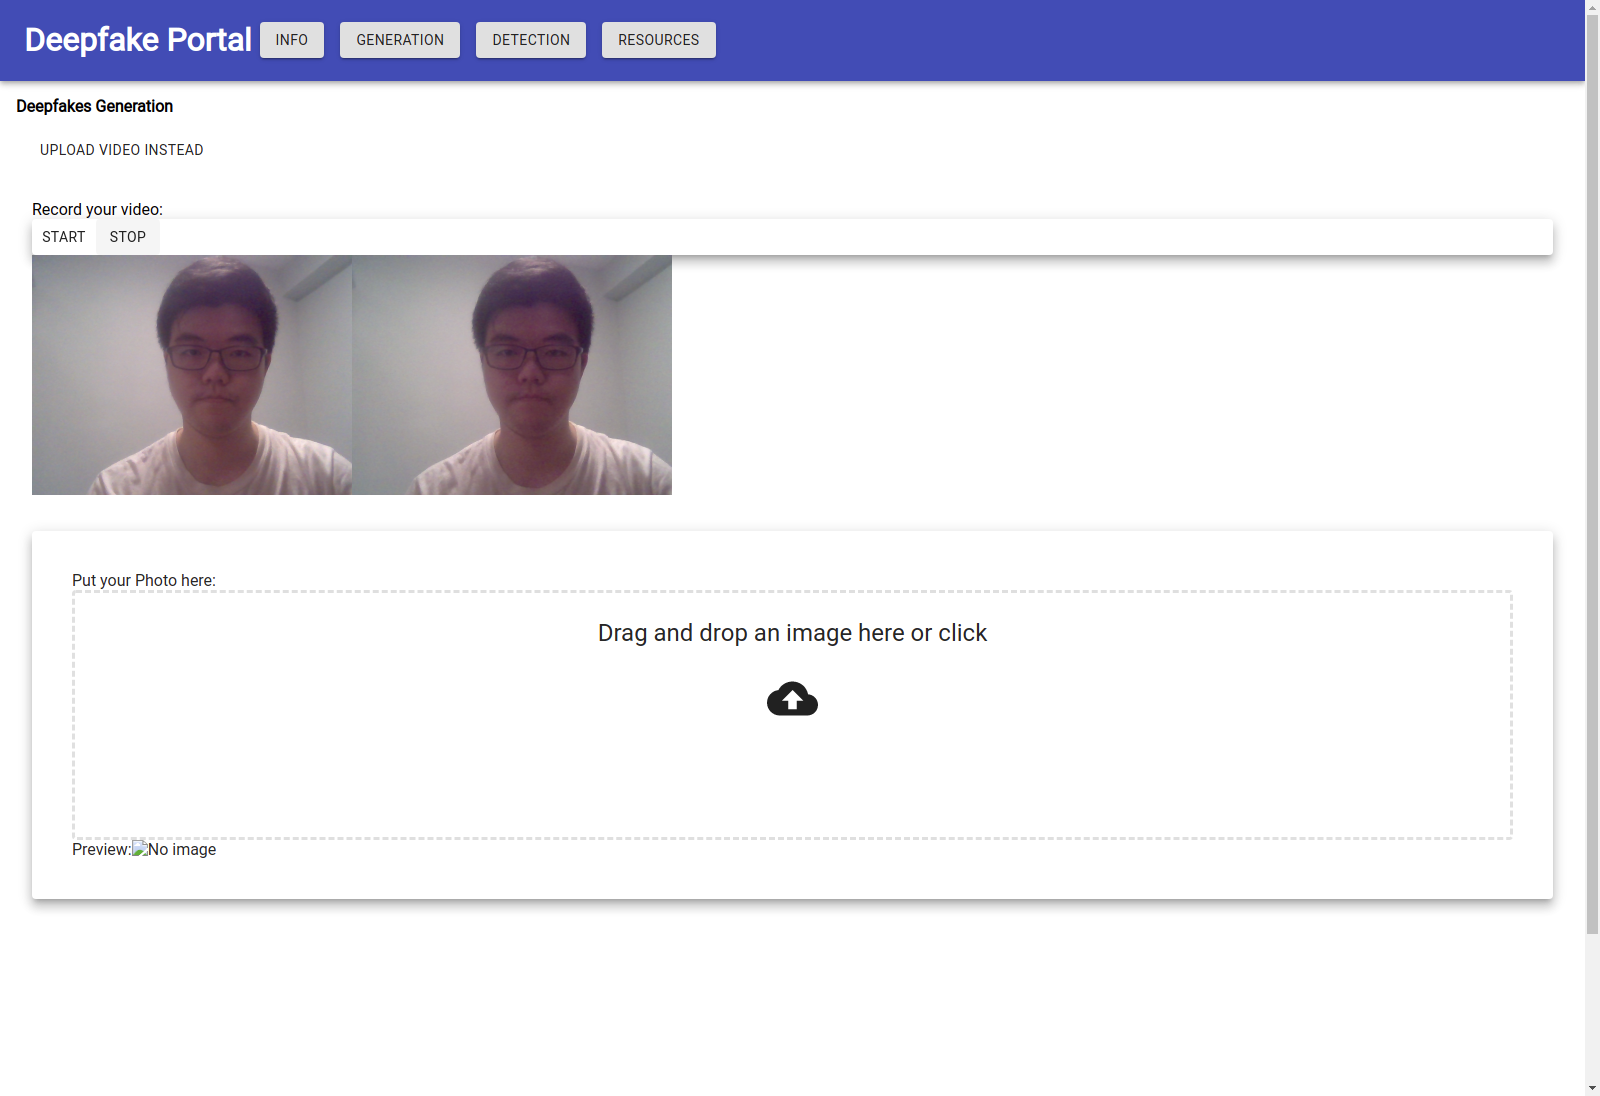 Deepfake Portal INFO GENERATION DETECTION RESOURCES
Deepfakes Generation
UPLOAD VIDEO INSTEAD
Record your video:
START STOP
Put your Photo here:
Drag and drop an image here or click
Preview: No image